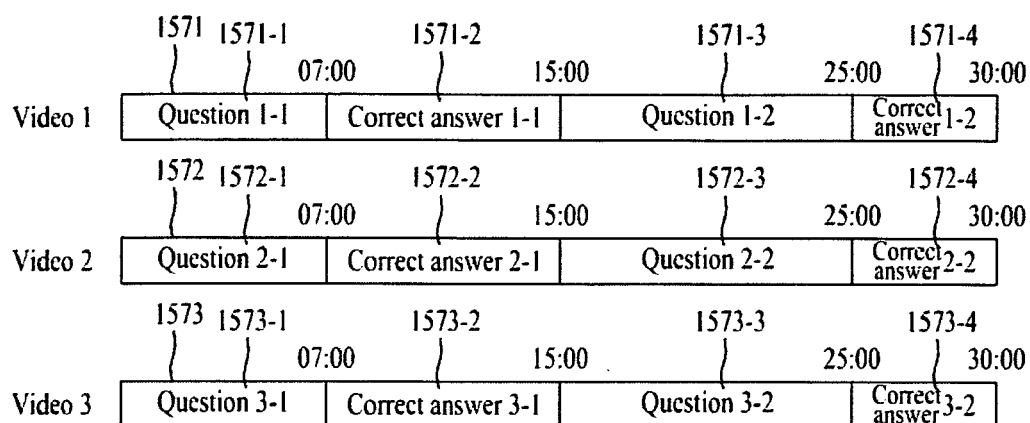 1571 1571-1 1571-2 1571-3 1571-4
07:00 15:00 25:00 30:00
Video 1 Question 1-1 Correct answer 1-1 Question 1-2 Correct answer 1-2
1572 1572-1 1572-2 1572-3 1572-4
07:00 15:00 25:00 30:00
Video 2 Question 2-1 Correct answer 2-1 Question 2-2 Correct answer 2-2
1573 1573-1 1573-2 1573-3 1573-4
07:00 15:00 25:00 30:00
Video 3 Question 3-1 Correct answer 3-1 Question 3-2 Correct answer 3-2